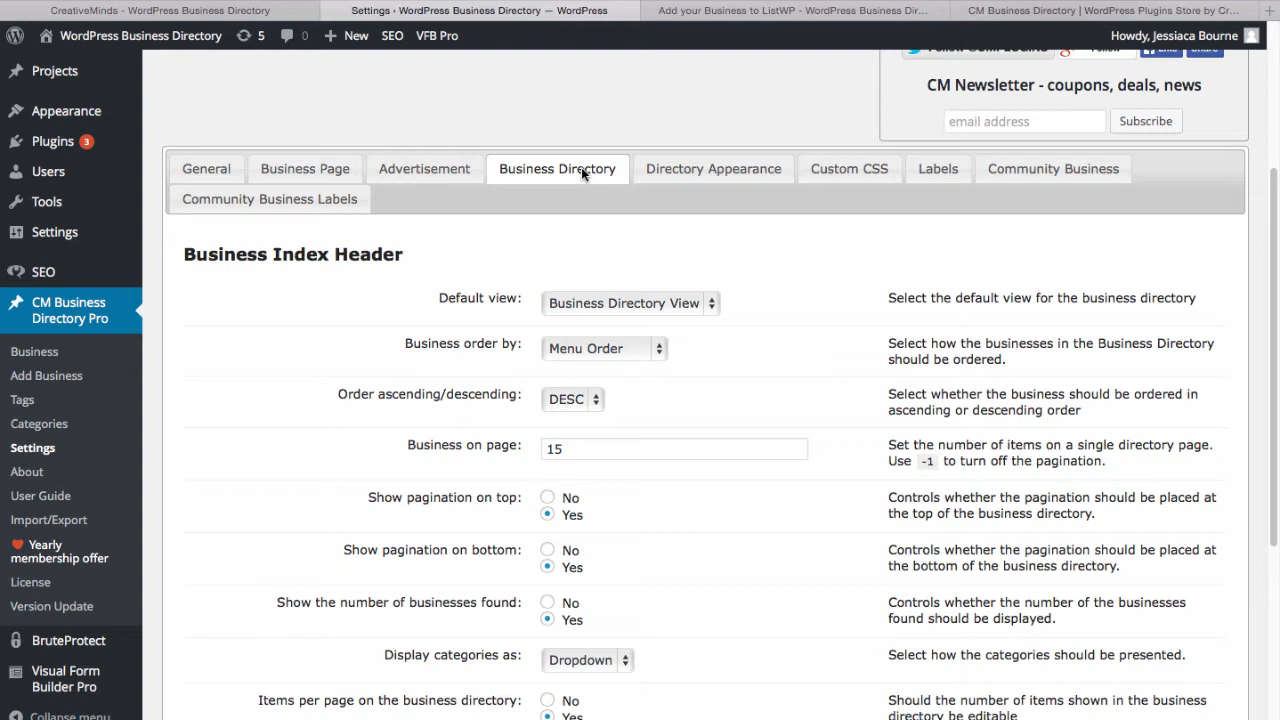 CreativeMinds - WordPress Business Directory
Settings ‹ WordPress Business Directory — WordPress
Add your Business to ListWP - WordPress Business Dir...
CM Business Directory | WordPress Plugins Store by Cr...
WordPress Business Directory
5
0
New
SEO
VFB Pro
Howdy, Jessiaca Bourne
Projects
Appearance
Plugins 3
Users
Tools
Settings
SEO
CM Business
Directory Pro
Business
Add Business
Tags
Categories
Settings
About
User Guide
Import/Export
Yearly
membership offer
License
Version Update
BruteProtect
Visual Form
Builder Pro
Collapse menu
CM Newsletter - coupons, deals, news
email address
Subscribe
General
Business Page
Advertisement
Business Directory
Directory Appearance
Custom CSS
Labels
Community Business
Community Business Labels
Business Index Header
Default view:
Business Directory View
Select the default view for the business directory
Business order by:
Menu Order
Select how the businesses in the Business Directory
should be ordered.
Order ascending/descending:
DESC
Select whether the business should be ordered in
ascending or descending order
Business on page:
15
Set the number of items on a single directory page.
Use -1 to turn off the pagination.
Show pagination on top:
No
Yes
Controls whether the pagination should be placed at
the top of the business directory.
Show pagination on bottom:
No
Yes
Controls whether the pagination should be placed at
the bottom of the business directory.
Show the number of businesses found:
No
Yes
Controls whether the number of the businesses
found should be displayed.
Display categories as:
Dropdown
Select how the categories should be presented.
Items per page on the business directory:
No
Yes
Should the number of items shown in the business
directory be editable